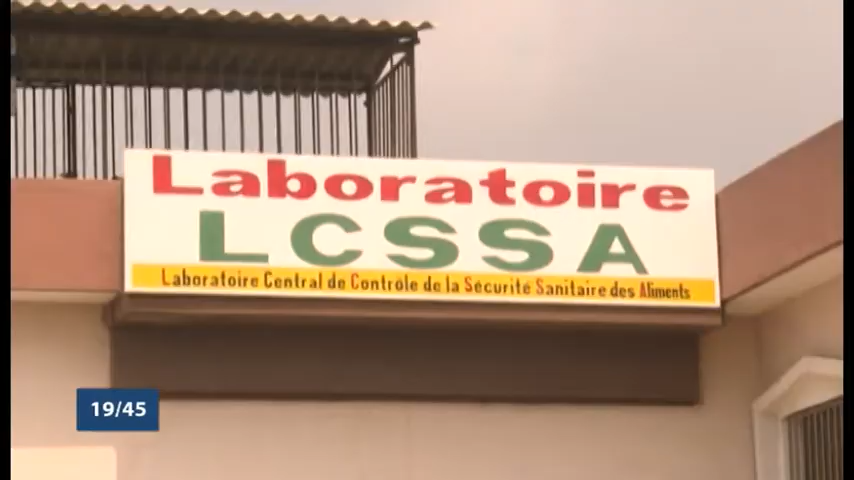 Laboratoire
LCSSA
Laboratoire Central de Contrôle de la Sécurité Sanitaire des Aliments
19/45